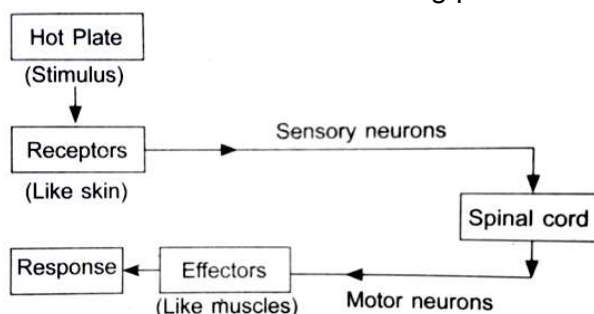 Hot Plate
(Stimulus)
Sensory neurons
Receptors
(Like skin)
Spinal cord
Response
Effectors
(Like muscles)
Motor neurons